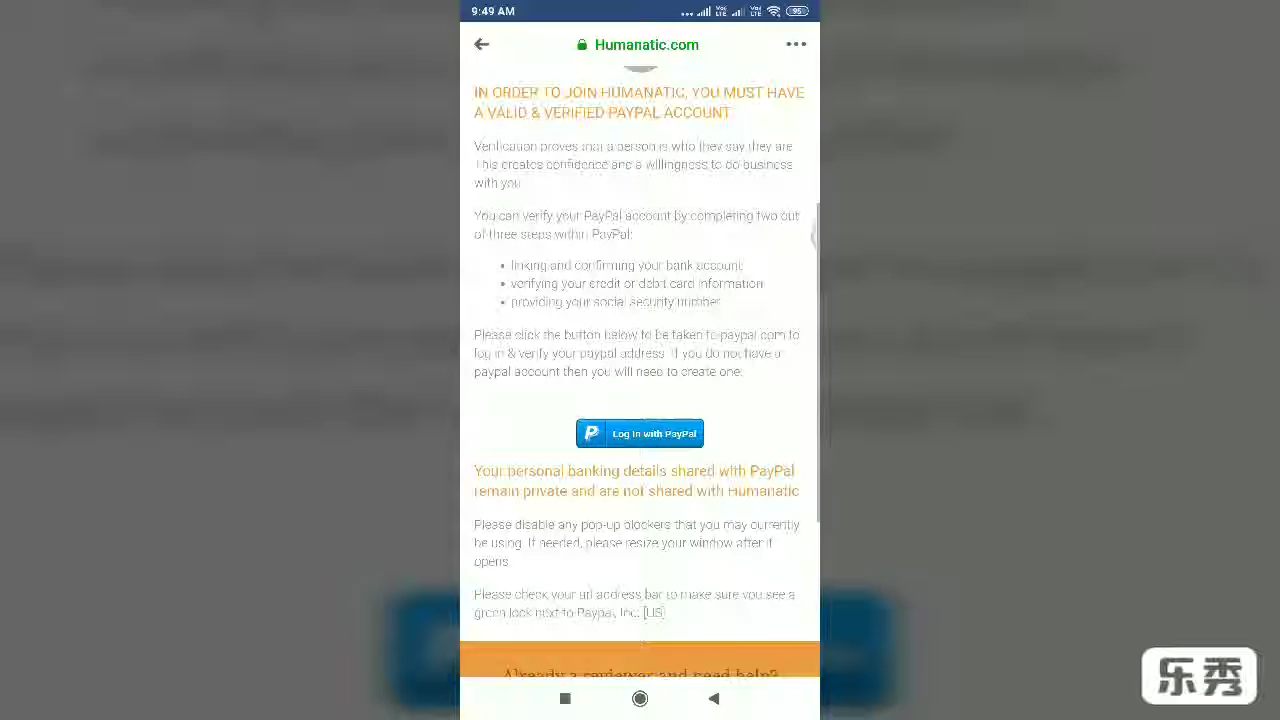 9:49 AM
Vo) LTE
Vo) LTE
95
Humanatic.com
IN ORDER TO JOIN HUMANATIC, YOU MUST HAVE
A VALID & VERIFIED PAYPAL ACCOUNT
Verification proves that a person is who they say they are.
This creates confidence and a willingness to do business
with you.
You can verify your PayPal account by completing two out
of three steps within PayPal:
• linking and confirming your bank account
• verifying your credit or debit card information
• providing your social security number
Please click the button below to be taken to paypal.com to
log in & verify your paypal address. If you do not have a
paypal account then you will need to create one.
Log In with PayPal
Your personal banking details shared with PayPal
remain private and are not shared with Humanatic
Please disable any pop-up blockers that you may currently
be using. If needed, please resize your window after it
opens.
Please check your url address bar to make sure you see a
green lock next to Paypal, Inc. [US]
Already a reviewer and need help?
乐秀